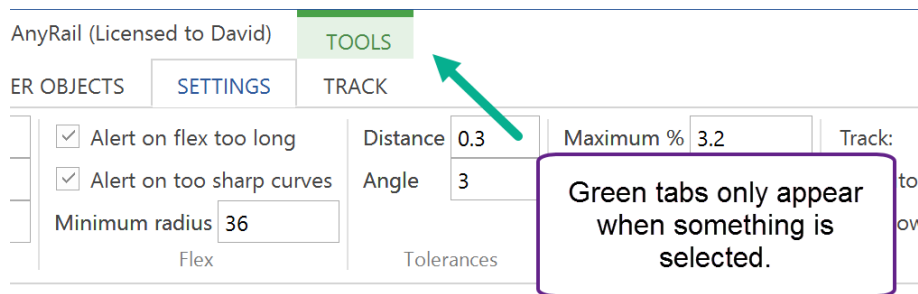 AnyRail (Licensed to David) TOOLS
ER OBJECTS SETTINGS TRACK
Alert on flex too long Distance 0.3 Maximum % 3.2 Track:
Alert on too sharp curves Angle 3 to
Minimum radius 36
Flex Tolerances
Green tabs only appear
when something is
selected.